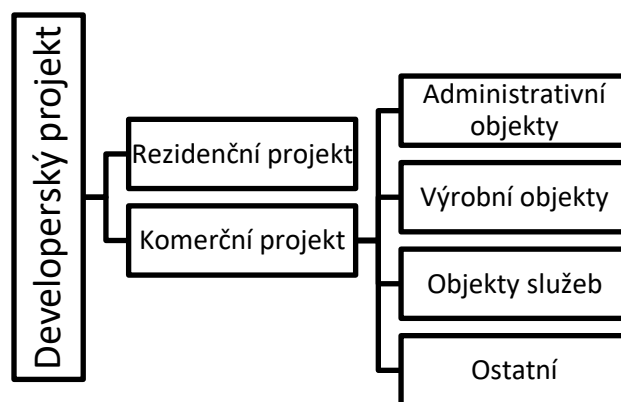 Developerský projekt
Rezidenční projekt
Komerční projekt
Administrativní
objekty
Výrobní objekty
Objekty služeb
Ostatní